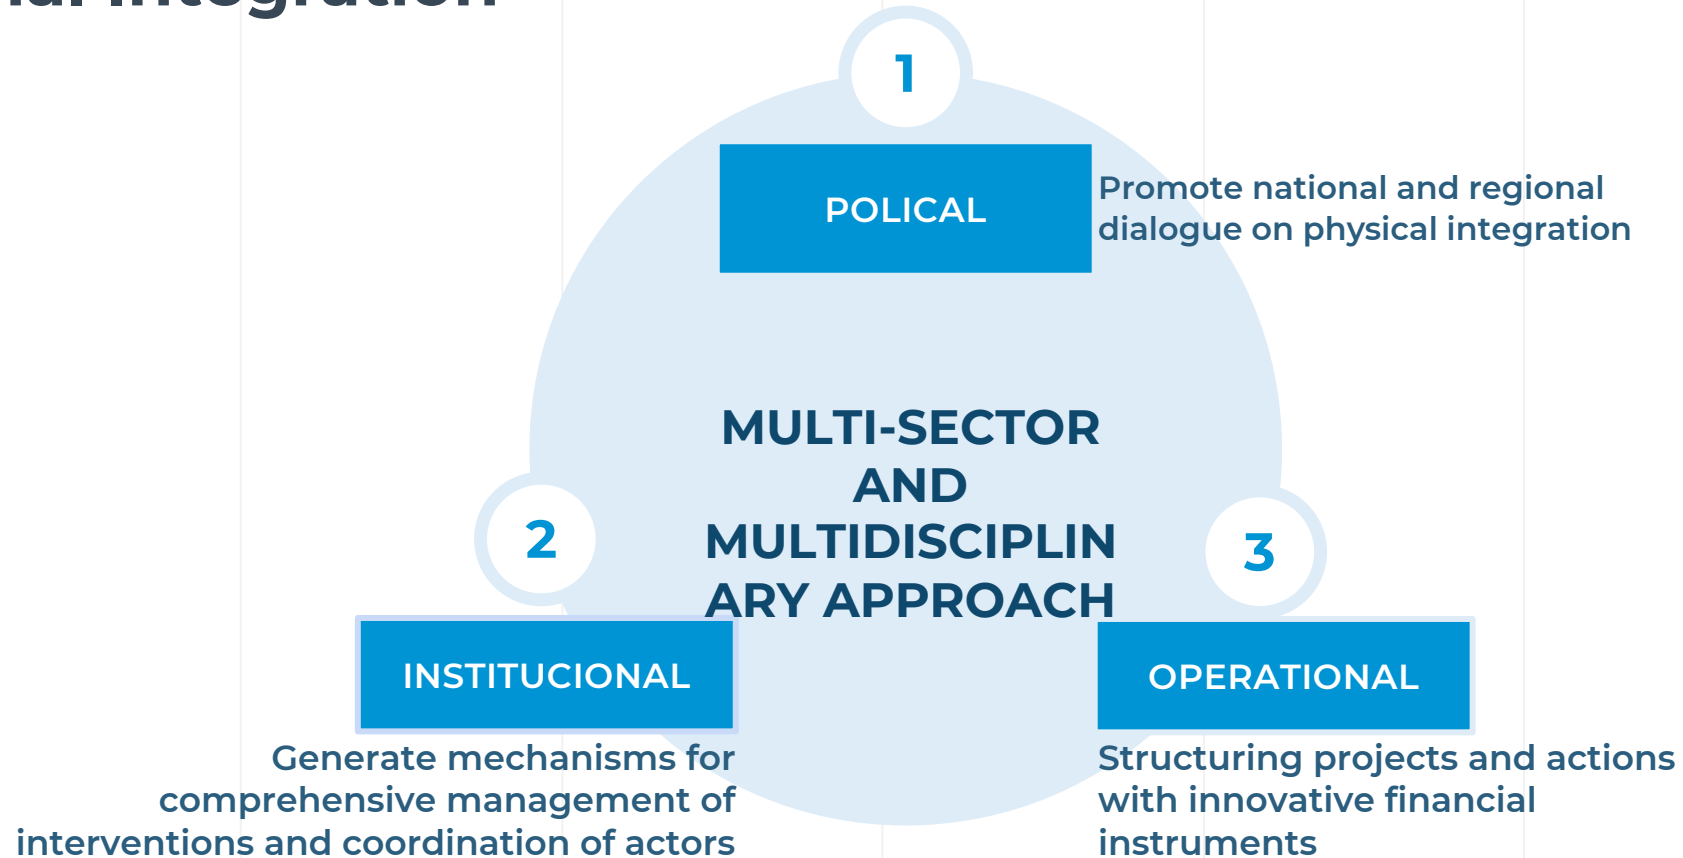 Integration
1
POLICAL
Promote national and regional
dialogue on physical integration
MULTI-SECTOR
AND
MULTIDISCIPLIN
ARY APPROACH
2
INSTITUCIONAL
Generate mechanisms for
comprehensive management of
interventions and coordination of actors
3
OPERATIONAL
Structuring projects and actions
with innovative financial
instruments